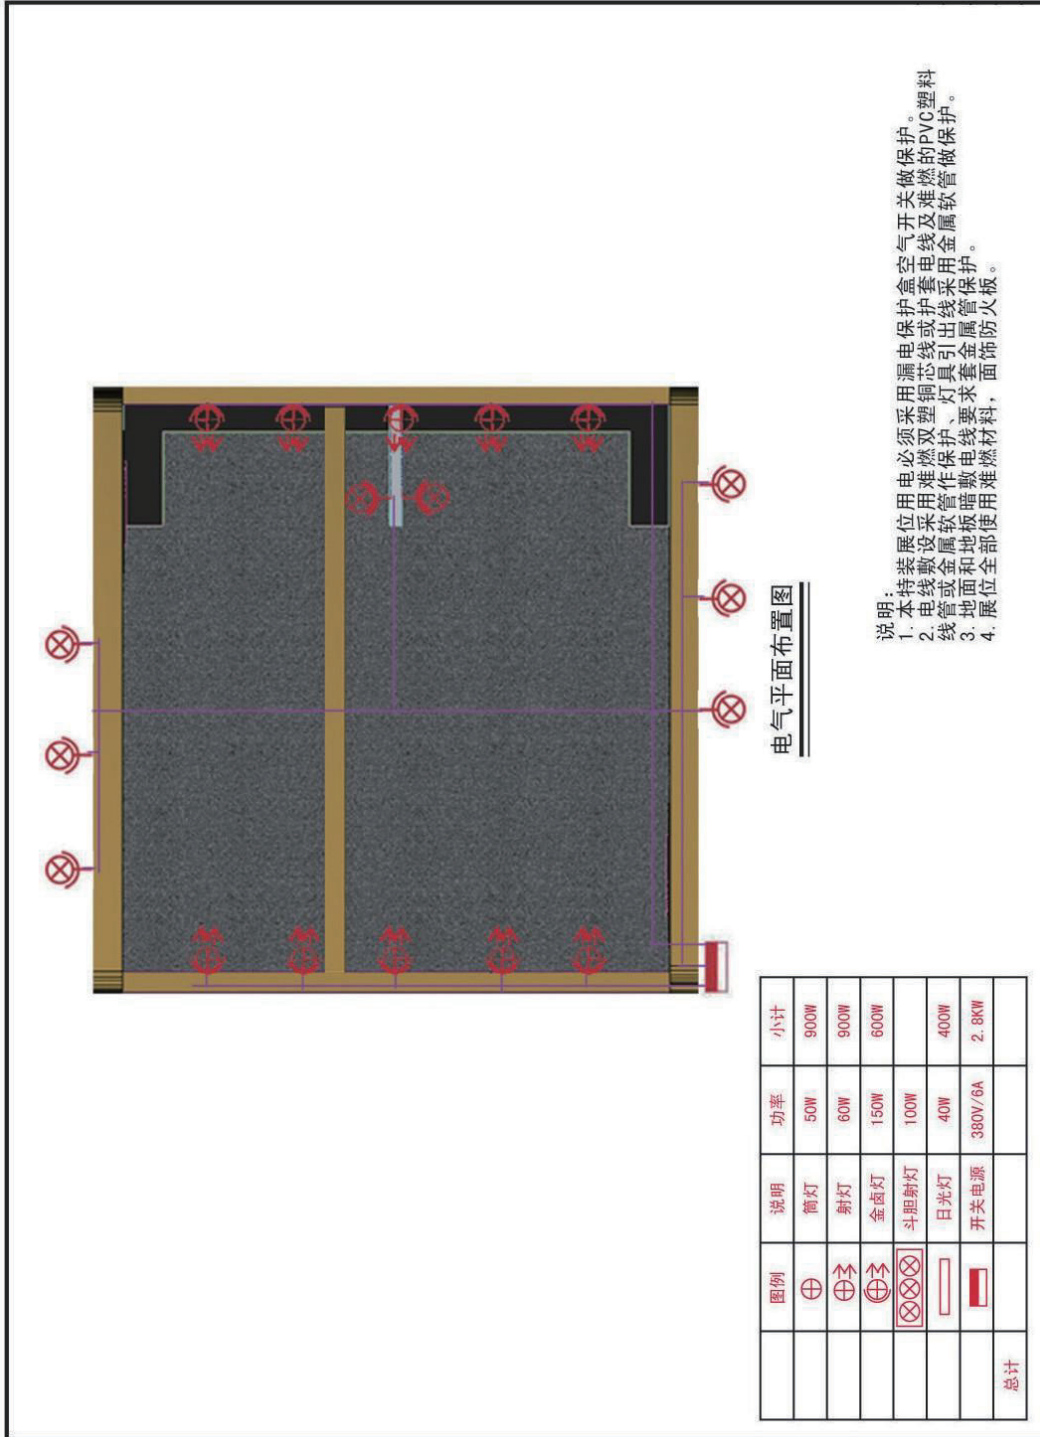 电气平面布置图
说明：
1. 本特装展位用电必须采用漏电保护盒空气开关做保护。
2. 电线敷设采用难燃双塑铜芯线或护套电线及难燃的PVC塑料
线管或金属软管作保护、灯具引出线采用金属软管做保护。
3. 地面和地板暗敷电线要求套金属管保护。
4. 展位全部使用难燃材料，面饰防火板。
图例 说明 功率 小计
筒灯 50W 900W
射灯 60W 900W
金卤灯 150W 600W
斗胆射灯 100W
日光灯 40W 400W
开关电源 380V/6A 2.8KW
总计